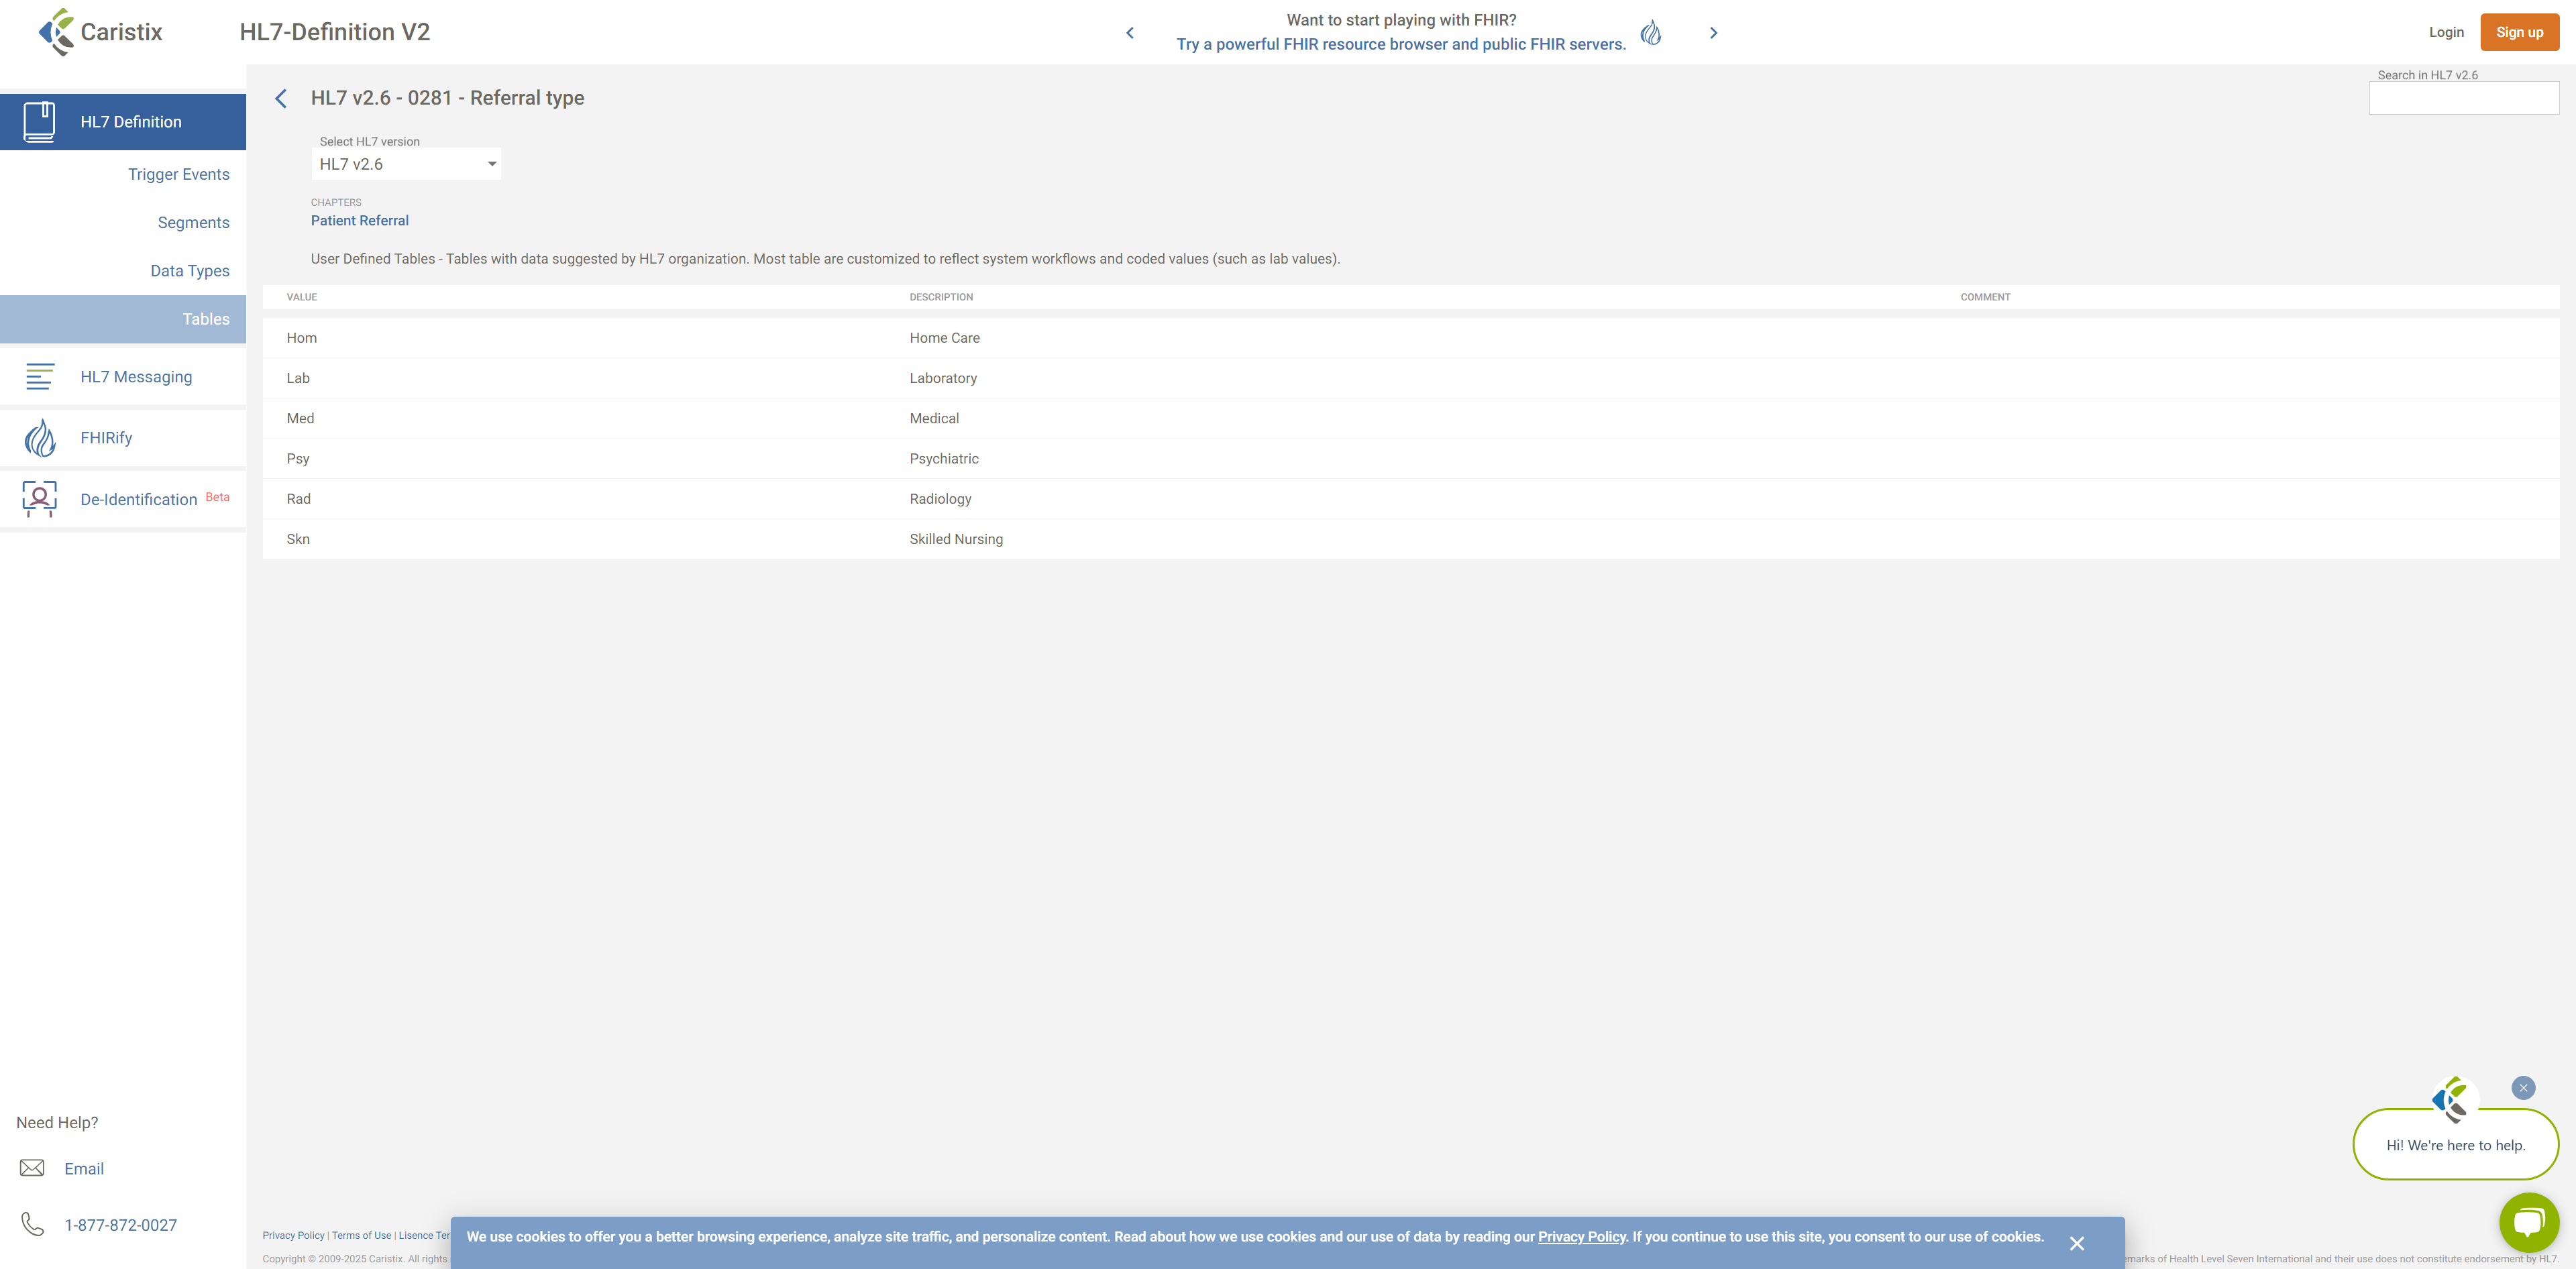 Caristix
HL7-Definition V2
Want to start playing with FHIR?
Try a powerful FHIR resource browser and public FHIR servers.
Login
Sign up
HL7 Definition
Trigger Events
Segments
Data Types
Tables
HL7 Messaging
FHIRify
De-Identification Beta
Need Help?
Email
1-877-872-0027
HL7 v2.6 - 0281 - Referral type
Search in HL7 v2.6
Select HL7 version
HL7 v2.6
CHAPTERS
Patient Referral
User Defined Tables - Tables with data suggested by HL7 organization. Most table are customized to reflect system workflows and coded values (such as lab values).
VALUE DESCRIPTION COMMENT
Hom Home Care
Lab Laboratory
Med Medical
Psy Psychiatric
Rad Radiology
Skn Skilled Nursing
Hi! We're here to help.
Privacy Policy | Terms of Use | Lisence Ter
We use cookies to offer you a better browsing experience, analyze site traffic, and personalize content. Read about how we use cookies and our use of data by reading our Privacy Policy. If you continue to use this site, you consent to our use of cookies.
Copyright © 2009-2025 Caristix. All rights
emarks of Health Level Seven International and their use does not constitute endorsement by HL7.